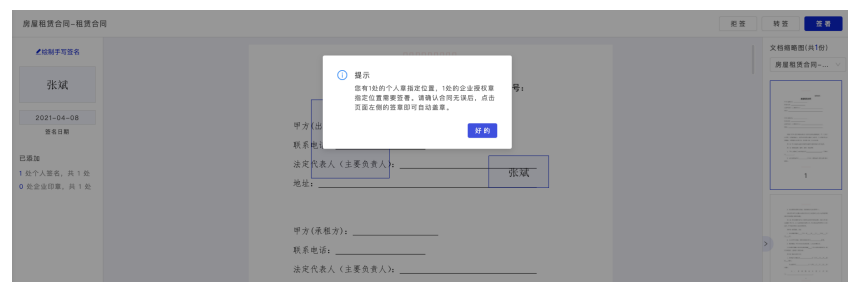 房屋租赁合同-租赁合同
拒签 转签 签署
绘制手写签名
张斌
2021-04-08
签名日期
已添加
1 处个人签名, 共 1 处
0 处企业印章, 共 1 处
提示
您有1处的个人章指定位置, 1处的企业授权章
指定位置需要签署。请确认合同无误后, 点击
页面左侧的签章即可自动盖章。
好的
号:
甲方(出
联系电话
法定代表人(主要负责人):
张斌
地址:
甲方(承租方):
联系电话:
法定代表人(主要负责人):
文档缩略图(共1份)
房屋租赁合同-...
1